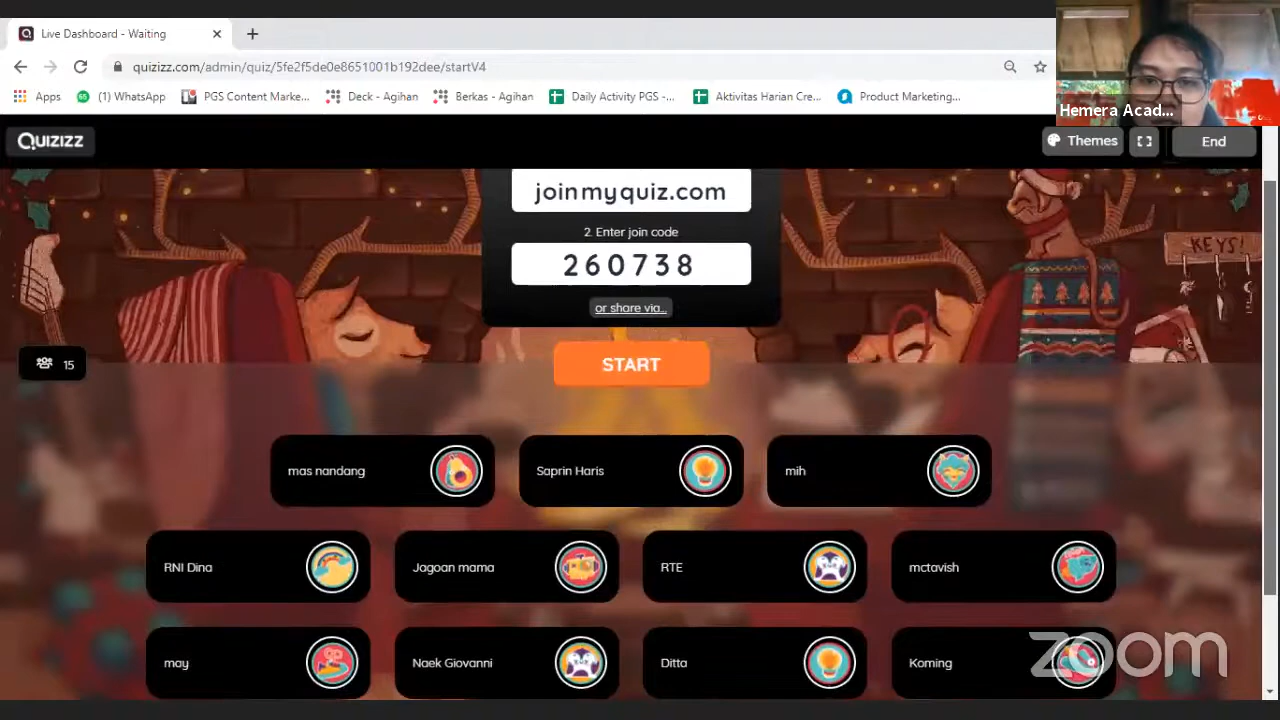 Live Dashboard - Waiting
quizizz.com/admin/quiz/5fe2f5de0e8651001b192dee/startV4
Apps (1) WhatsApp PGS Content Marke... Deck - Agihan Berkas - Agihan Daily Activity PGS -... Aktivitas Harian Cre... Product Marketing...
Hemera Acad...
Quizizz
Themes
End
joinmyquiz.com
2. Enter join code
260738
or share via...
KEYS!
15
START
mas nandang
Saprin Haris
mih
RNI Dina
Jagoan mama
RTE
mctavish
may
Naek Giovanni
Ditta
Koming
zoom